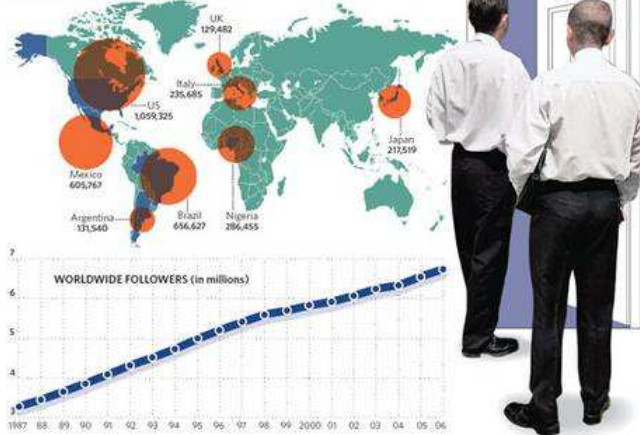 UK
129,482
Italy
235,685
US
1,059,325
Japan
217,519
Mexico
605,767
Argentina
131,540
Brazil
656,627
Nigeria
286,455
WORLDWIDE FOLLOWERS (in millions)
7
6
5
4
3
1987 88 89 90 91 92 93 94 95 96 97 98 99 2000 01 02 03 04 05 06